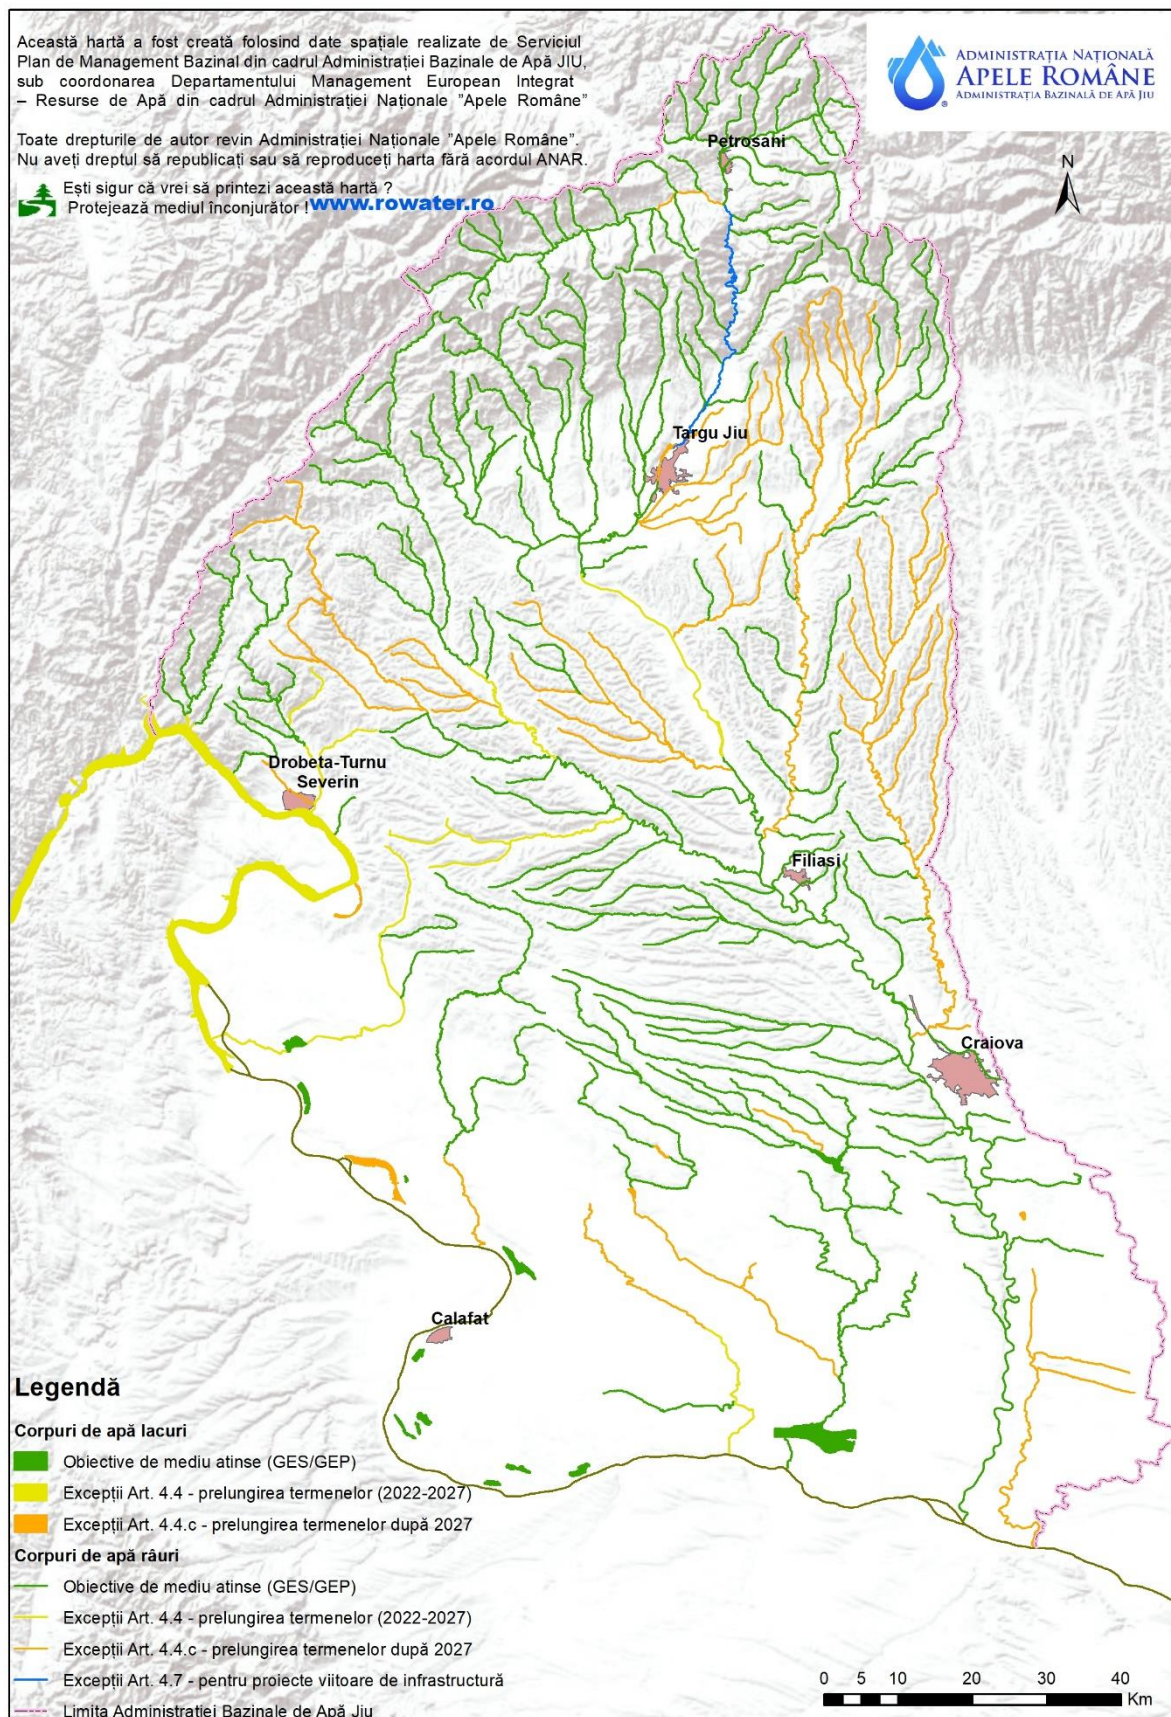 Această hartă a fost creată folosind date spațiale realizate de Serviciul
Plan de Management Bazinal din cadrul Administrației Bazinale de Apă JIU,
sub coordonarea Departamentului Management European Integrat
– Resurse de Apă din cadrul Administrației Naționale "Apele Române"
Toate drepturile de autor revin Administrației Naționale "Apele Române".
Nu aveți dreptul să republicați sau să reproduceți harta fără acordul ANAR.
Ești sigur că vrei să printezi această hartă ?
Protejează mediul înconjurător ! www.rowater.ro
ADMINISTRAȚIA NAȚIONALĂ
APELE ROMÂNE
ADMINISTRAȚIA BAZINALĂ DE APĂ JIU
®
N
Petrosani
Targu Jiu
Drobeta-Turnu
Severin
Filiasi
Craiova
Calafat
Legendă
Corpuri de apă lacuri
Obiective de mediu atinse (GES/GEP)
Excepții Art. 4.4 - prelungirea termenelor (2022-2027)
Excepții Art. 4.4.c - prelungirea termenelor după 2027
Corpuri de apă râuri
Obiective de mediu atinse (GES/GEP)
Excepții Art. 4.4 - prelungirea termenelor (2022-2027)
Excepții Art. 4.4.c - prelungirea termenelor după 2027
Excepții Art. 4.7 - pentru proiecte viitoare de infrastructură
Limita Administrației Bazinale de Apă Jiu
0 5 10 20 30 40
Km